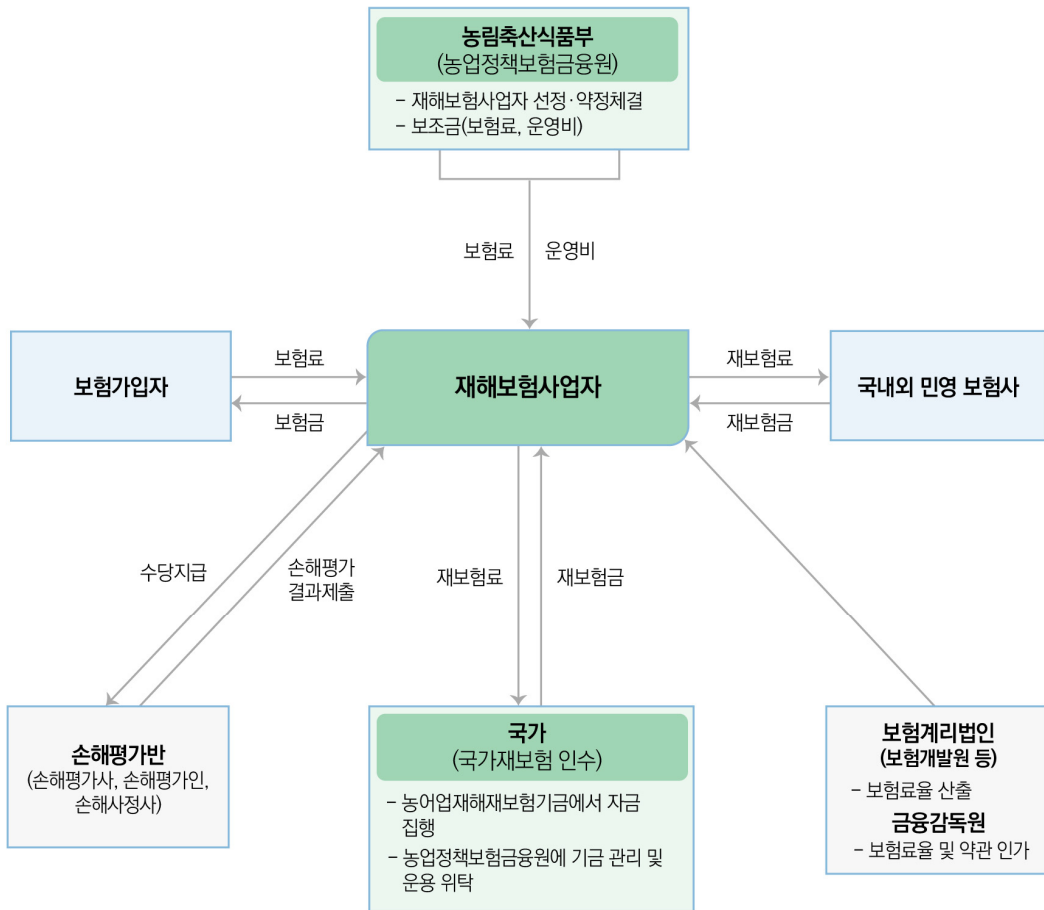 농림축산식품부
(농업정책보험금융원)
– 재해보험사업자 선정·약정체결
– 보조금(보험료, 운영비)
보험료
운영비
보험가입자
보험료
보험금
재해보험사업자
재보험료
재보험금
국내외 민영 보험사
수당지급
손해평가
결과제출
재보험료
재보험금
손해평가반
(손해평가사, 손해평가인,
손해사정사)
국가
(국가재보험 인수)
– 농어업재해재보험기금에서 자금
집행
– 농업정책보험금융원에 기금 관리 및
운용 위탁
보험계리법인
(보험개발원 등)
– 보험료율 산출
금융감독원
– 보험료율 및 약관 인가